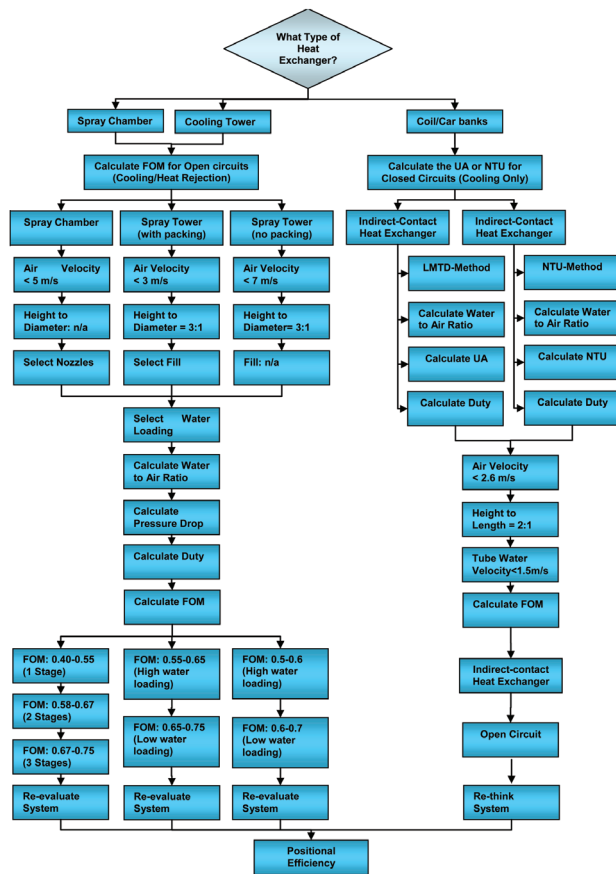 What Type of
Heat
Exchanger?
Spray Chamber
Cooling Tower
Coil/Car banks
Calculate FOM for Open circuits
(Cooling/Heat Rejection)
Calculate the UA or NTU for
Closed Circuits (Cooling Only)
Spray Chamber
Spray Tower
(with packing)
Spray Tower
(no packing)
Indirect-Contact
Heat Exchanger
Indirect-Contact
Heat Exchanger
Air Velocity
< 5 m/s
Air Velocity
< 3 m/s
Air Velocity
< 7 m/s
LMTD-Method
NTU-Method
Height to
Diameter: n/a
Height to
Diameter = 3:1
Height to
Diameter= 3:1
Calculate Water
to Air Ratio
Calculate Water
to Air Ratio
Select Nozzles
Select Fill
Fill: n/a
Calculate UA
Calculate NTU
Calculate Duty
Calculate Duty
Select Water
Loading
Calculate Water
to Air Ratio
Calculate
Pressure Drop
Calculate Duty
Calculate FOM
Air Velocity
< 2.6 m/s
Height to
Length = 2:1
Tube Water
Velocity<1.5m/s
Calculate FOM
FOM: 0.40-0.55
(1 Stage)
FOM: 0.55-0.65
(High water
loading)
FOM: 0.5-0.6
(High water
loading)
Indirect-contact
Heat Exchanger
FOM: 0.58-0.67
(2 Stages)
FOM: 0.65-0.75
(Low water
loading)
FOM: 0.6-0.7
(Low water
loading)
Open Circuit
FOM: 0.67-0.75
(3 Stages)
Re-evaluate
System
Re-evaluate
System
Re-evaluate
System
Re-think
System
Positional
Efficiency